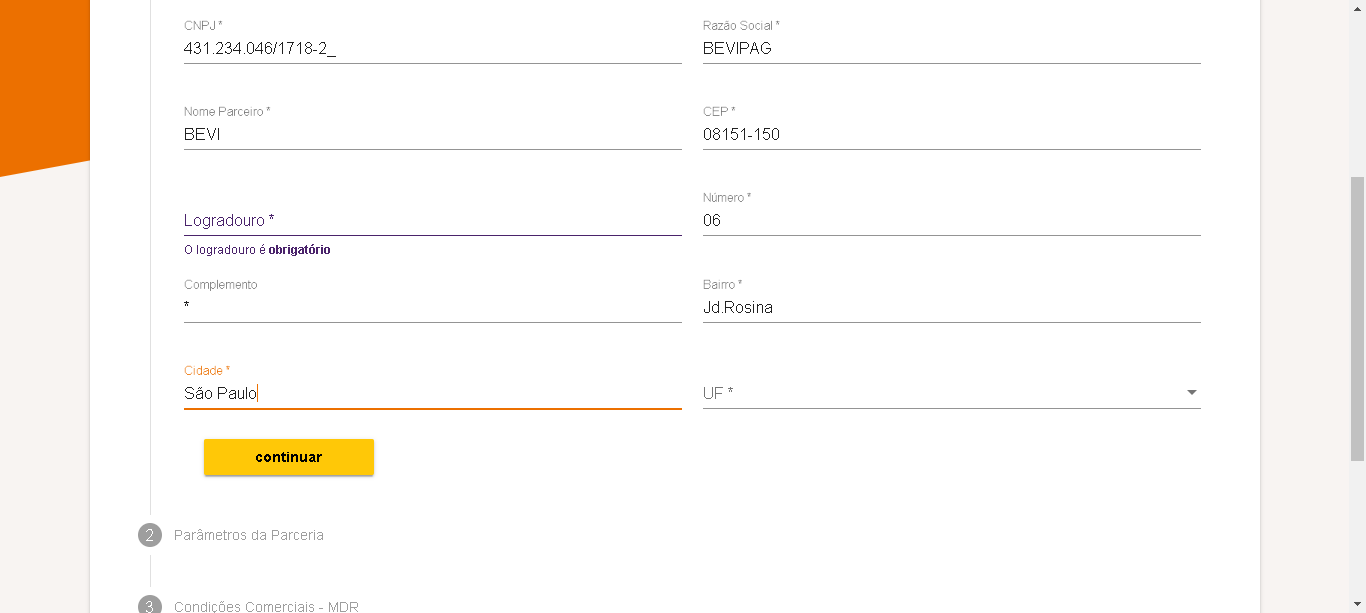 CNPJ * Razão Social *
431.234.046/1718-2_ BEVIPAG
Nome Parceiro * CEP *
BEVI 08151-150
Número *
Logradouro * 06
O logradouro é obrigatório
Complemento Bairro *
* Jd.Rosina
Cidade *
São Paulo UF *
continuar
2 Parâmetros da Parceria
3 Condições Comerciais - MDR